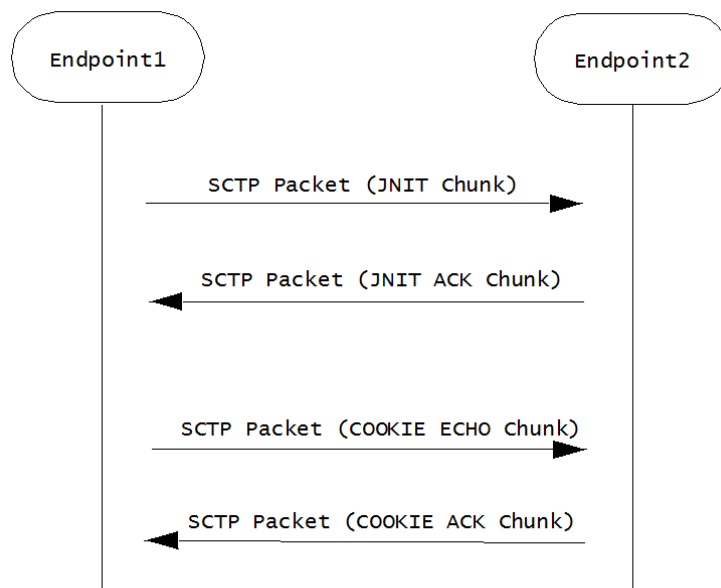 Endpoint1
Endpoint2
SCTP Packet (JNIT Chunk)
SCTP Packet (JNIT ACK Chunk)
SCTP Packet (COOKIE ECHO Chunk)
SCTP Packet (COOKIE ACK Chunk)